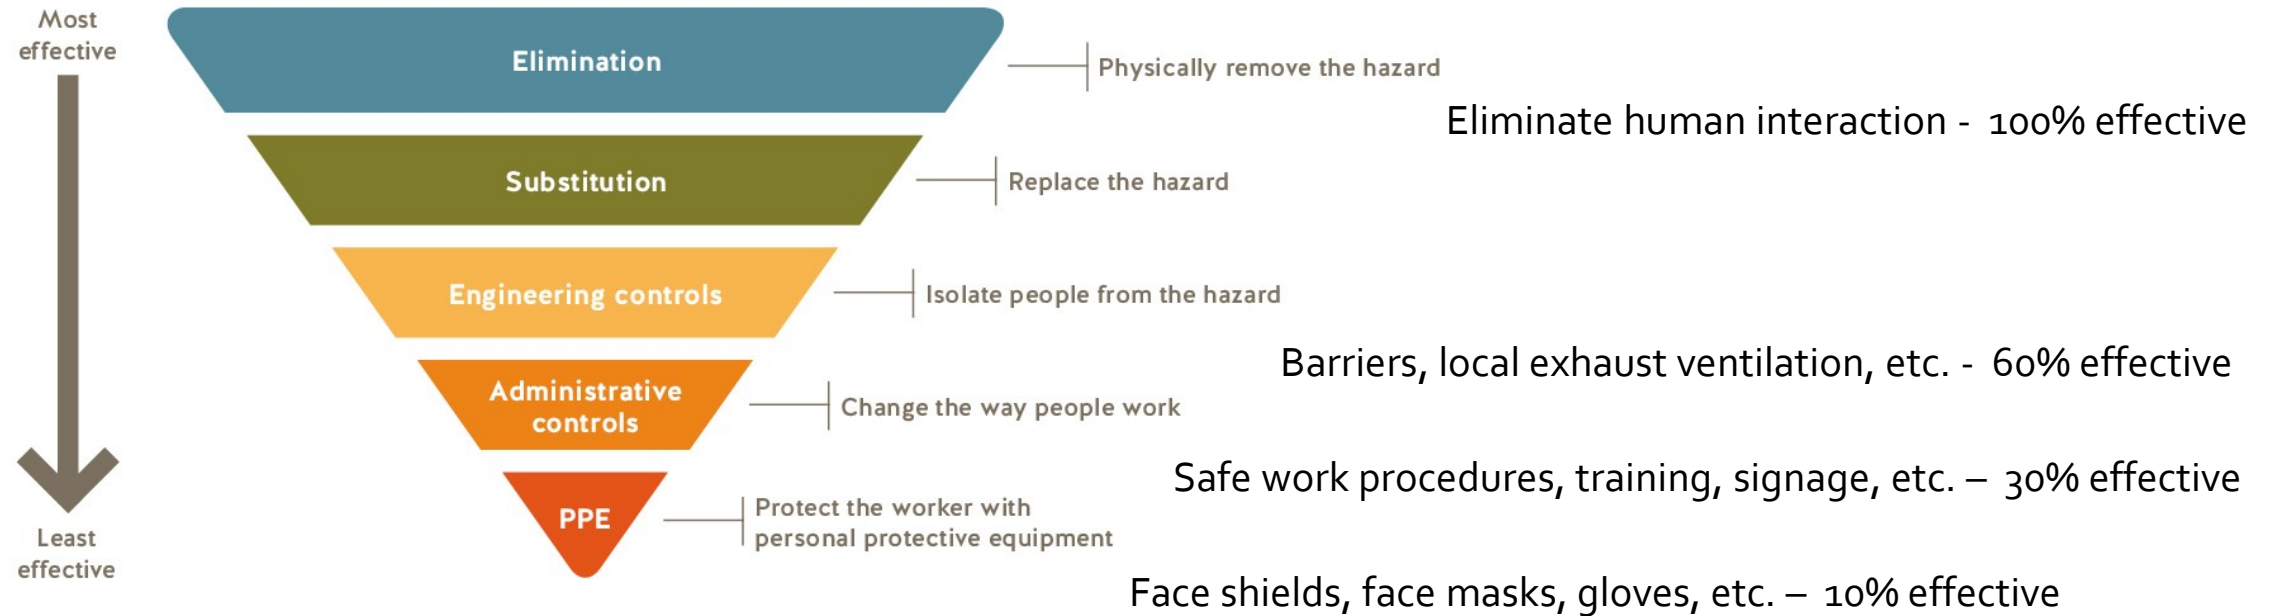 Most
effective
Elimination
Physically remove the hazard
Eliminate human interaction - 100% effective
Substitution
Replace the hazard
Engineering controls
Isolate people from the hazard
Barriers, local exhaust ventilation, etc. - 60% effective
Administrative
controls
Change the way people work
Safe work procedures, training, signage, etc. – 30% effective
PPE
Protect the worker with
personal protective equipment
Least
effective
Face shields, face masks, gloves, etc. – 10% effective